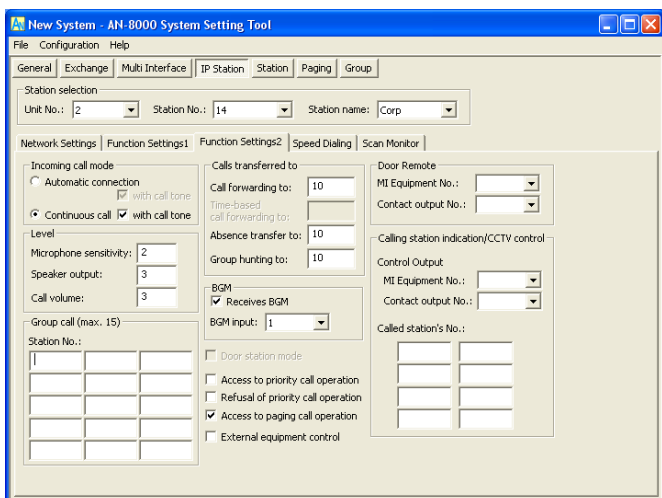 New System - AN-8000 System Setting Tool
File Configuration Help
General Exchange Multi Interface IP Station Station Paging Group
Station selection
Unit No.: 2 Station No.: 14 Station name: Corp
Network Settings Function Settings1 Function Settings2 Speed Dialing Scan Monitor
Incoming call mode
Automatic connection
with call tone
Continuous call with call tone
Level
Microphone sensitivity: 2
Speaker output: 3
Call volume: 3
Group call (max. 15)
Station No.:
Calls transferred to
Call forwarding to: 10
Time-based
call forwarding to:
Absence transfer to: 10
Group hunting to: 10
BGM
Receives BGM
BGM input: 1
Door station mode
Access to priority call operation
Refusal of priority call operation
Access to paging call operation
External equipment control
Door Remote
MI Equipment No.:
Contact output No.:
Calling station indication/CCTV control
Control Output
MI Equipment No.:
Contact output No.:
Called station's No.: